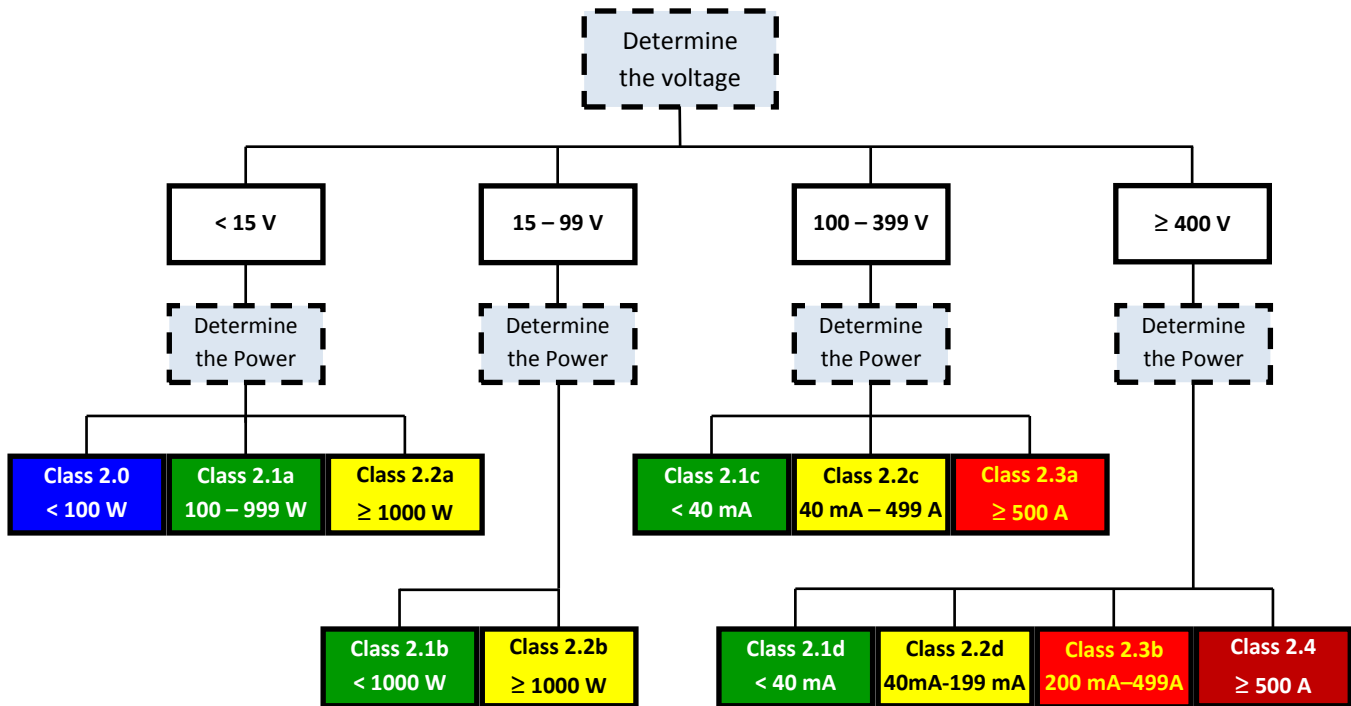 Determine
the voltage
< 15 V
15 – 99 V
100 – 399 V
≥ 400 V
Determine
the Power
Determine
the Power
Determine
the Power
Determine
the Power
Class 2.0
< 100 W
Class 2.1a
100 – 999 W
Class 2.2a
≥ 1000 W
Class 2.1c
< 40 mA
Class 2.2c
40 mA – 499 A
Class 2.3a
≥ 500 A
Class 2.1b
< 1000 W
Class 2.2b
≥ 1000 W
Class 2.1d
< 40 mA
Class 2.2d
40mA-199 mA
Class 2.3b
200 mA–499A
Class 2.4
≥ 500 A